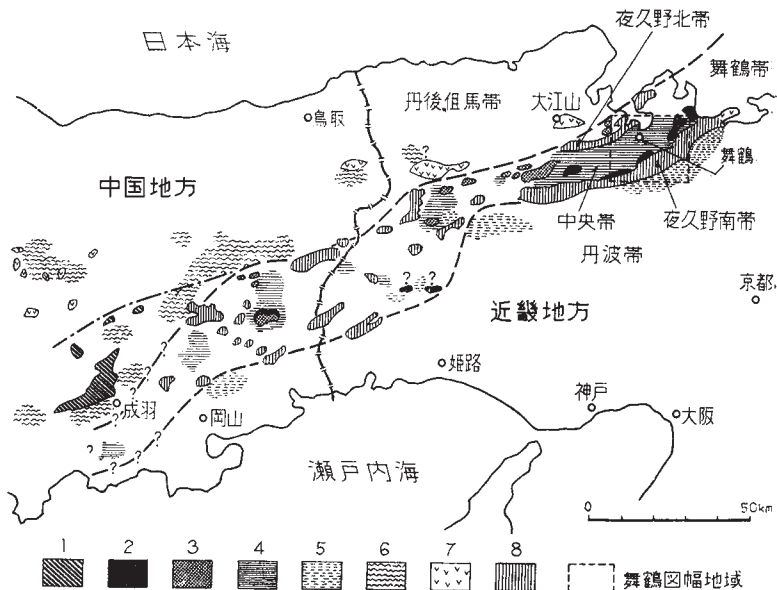 夜久野北帯
日本海
舞鶴帯
丹後,但馬帯
大江山
鳥取
?
舞鶴
中国地方
中央帯
夜久野南帯
丹波帯
?
?
京都
近畿地方
?
姫路
?
成羽
?
神戸
岡山
大阪
?
?
?
?
瀬戸内海
0
50km
1
2
3
4
5
6
7
8
舞鶴図幅地域